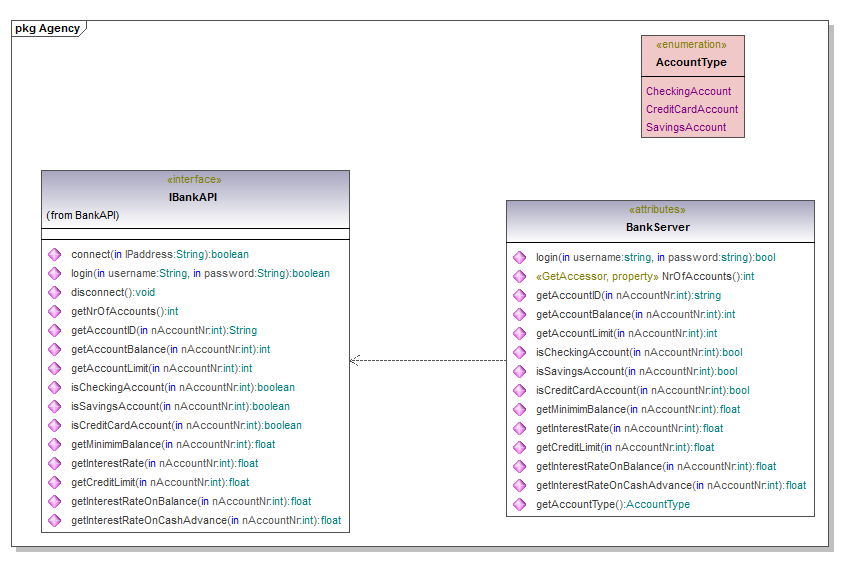 pkg Agency
«enumeration»
AccountType
CheckingAccount
CreditCardAccount
SavingsAccount
«interface»
IBankAPI
(from BankAPI)
connect(in IPaddress:String):boolean
login(in username:String, in password:String):boolean
disconnect():void
getNrOfAccounts():int
getAccountID(in nAccountNr:int):String
getAccountBalance(in nAccountNr:int):int
getAccountLimit(in nAccountNr:int):int
isCheckingAccount(in nAccountNr:int):boolean
isSavingsAccount(in nAccountNr:int):boolean
isCreditCardAccount(in nAccountNr:int):boolean
getMinimimBalance(in nAccountNr:int):float
getInterestRate(in nAccountNr:int):float
getCreditLimit(in nAccountNr:int):float
getInterestRateOnBalance(in nAccountNr:int):float
getInterestRateOnCashAdvance(in nAccountNr:int):float
«attributes»
BankServer
login(in username:string, in password:string):bool
«GetAccessor, property» NrOfAccounts():int
getAccountID(in nAccountNr:int):string
getAccountBalance(in nAccountNr:int):int
getAccountLimit(in nAccountNr:int):int
isCheckingAccount(in nAccountNr:int):bool
isSavingsAccount(in nAccountNr:int):bool
isCreditCardAccount(in nAccountNr:int):bool
getMinimimBalance(in nAccountNr:int):float
getInterestRate(in nAccountNr:int):float
getCreditLimit(in nAccountNr:int):float
getInterestRateOnBalance(in nAccountNr:int):float
getInterestRateOnCashAdvance(in nAccountNr:int):float
getAccountType():AccountType